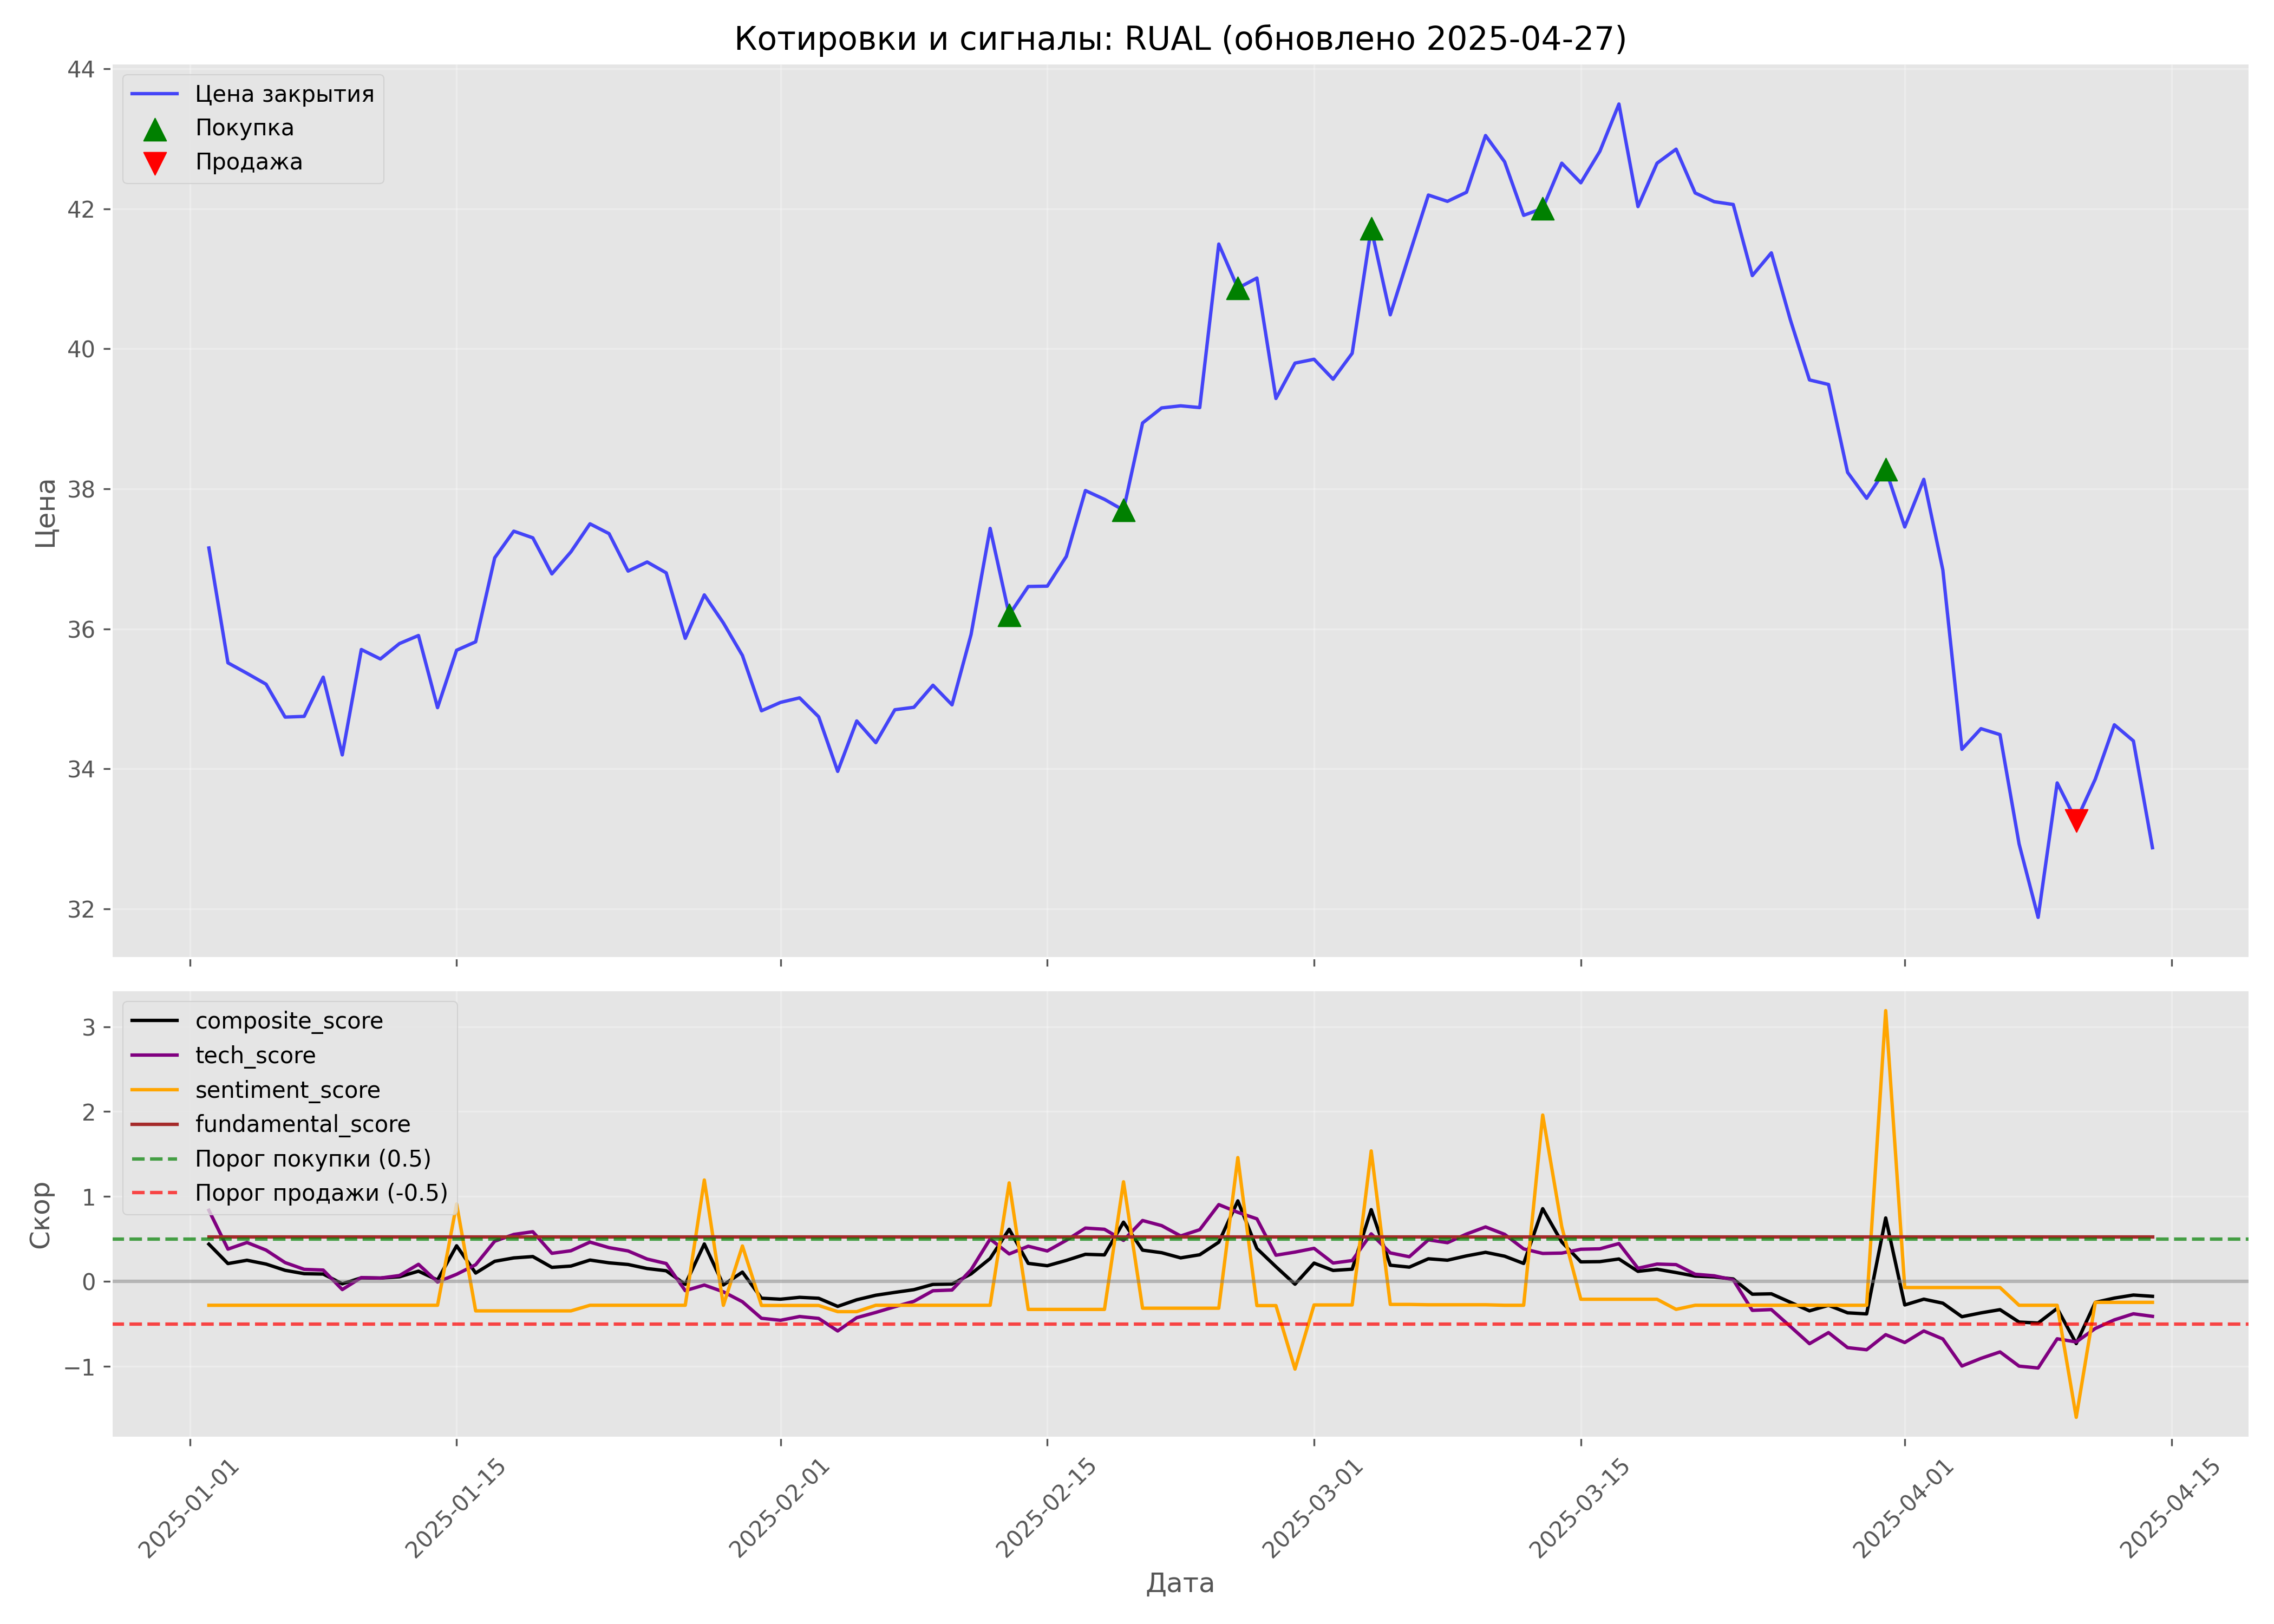 Котировки и сигналы: RUAL (обновлено 2025-04-27)
Цена закрытия
Покупка
Продажа
44
42
40
38
36
34
32
Цена
composite_score
tech_score
sentiment_score
fundamental_score
Порог покупки (0.5)
Порог продажи (-0.5)
3
2
1
0
−1
Скор
2025-01-01
2025-01-15
2025-02-01
2025-02-15
2025-03-01
2025-03-15
2025-04-01
2025-04-15
Дата